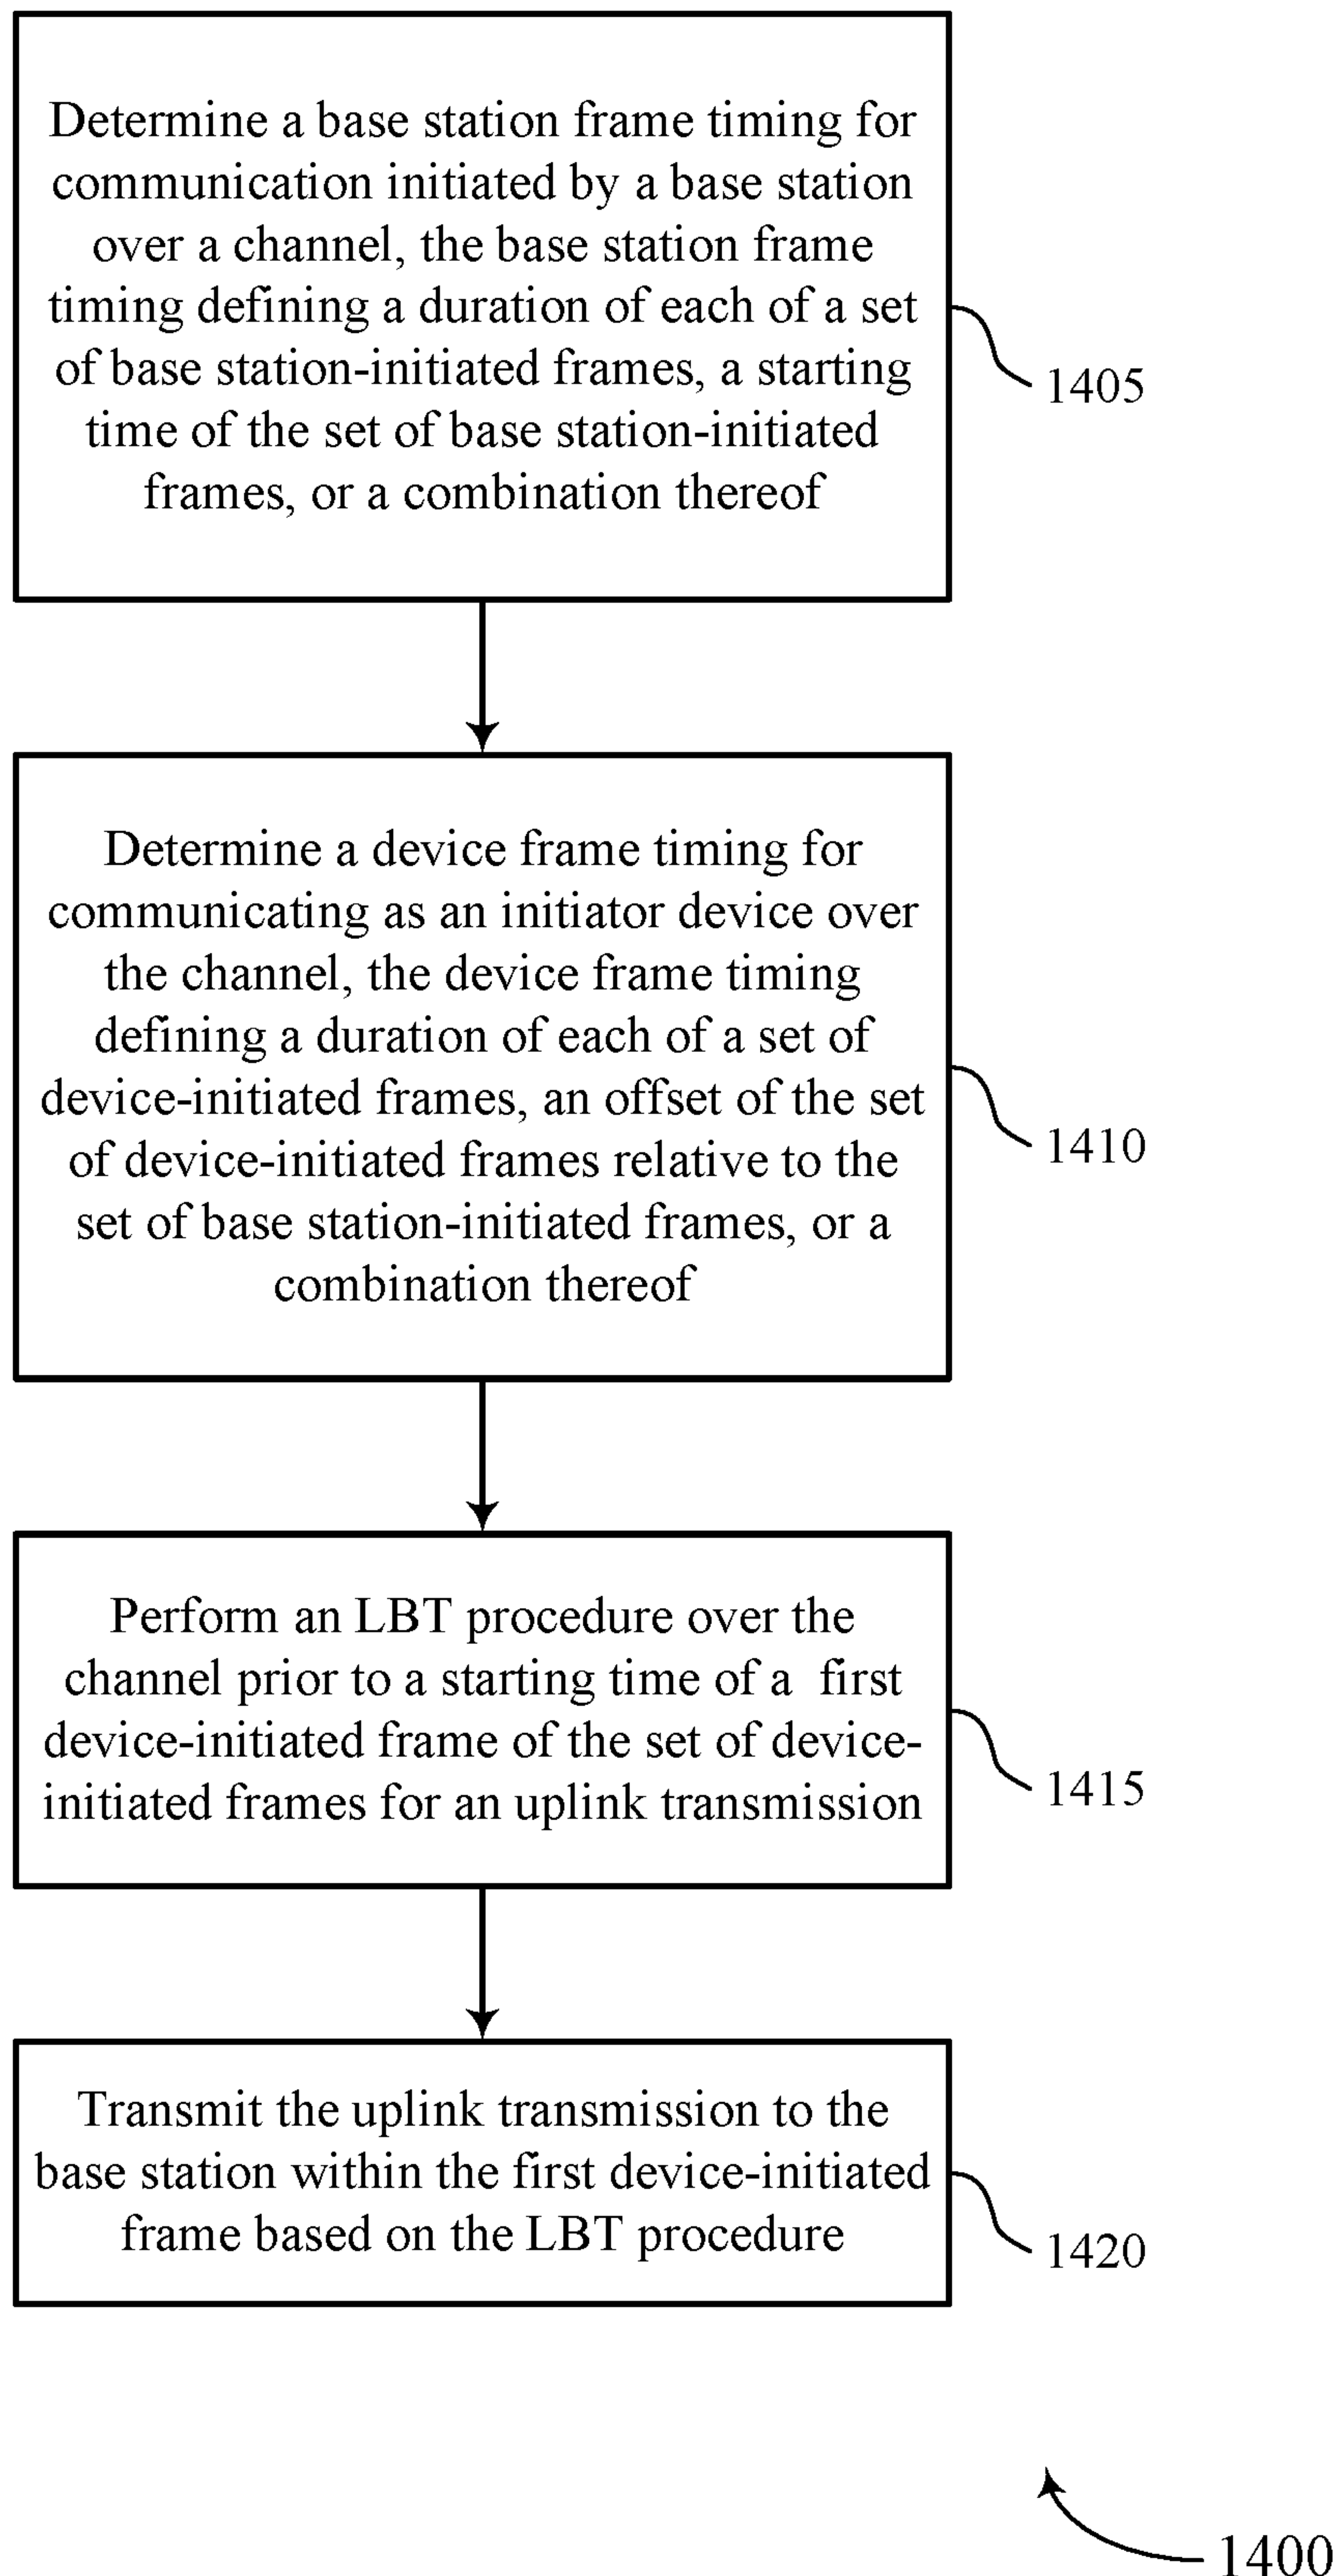 Determine a base station frame timing for
communication initiated by a base station
over a channel, the base station frame
timing defining a duration of each of a set
of base station-initiated frames, a starting
time of the set of base station-initiated
frames, or a combination thereof
1405
Determine a device frame timing for
communicating as an initiator device over
the channel, the device frame timing
defining a duration of each of a set of
device-initiated frames, an offset of the set
of device-initiated frames relative to the
set of base station-initiated frames, or a
combination thereof
1410
Perform an LBT procedure over the
channel prior to a starting time of a first
device-initiated frame of the set of device-
initiated frames for an uplink transmission
1415
Transmit the uplink transmission to the
base station within the first device-initiated
frame based on the LBT procedure
1420
1400